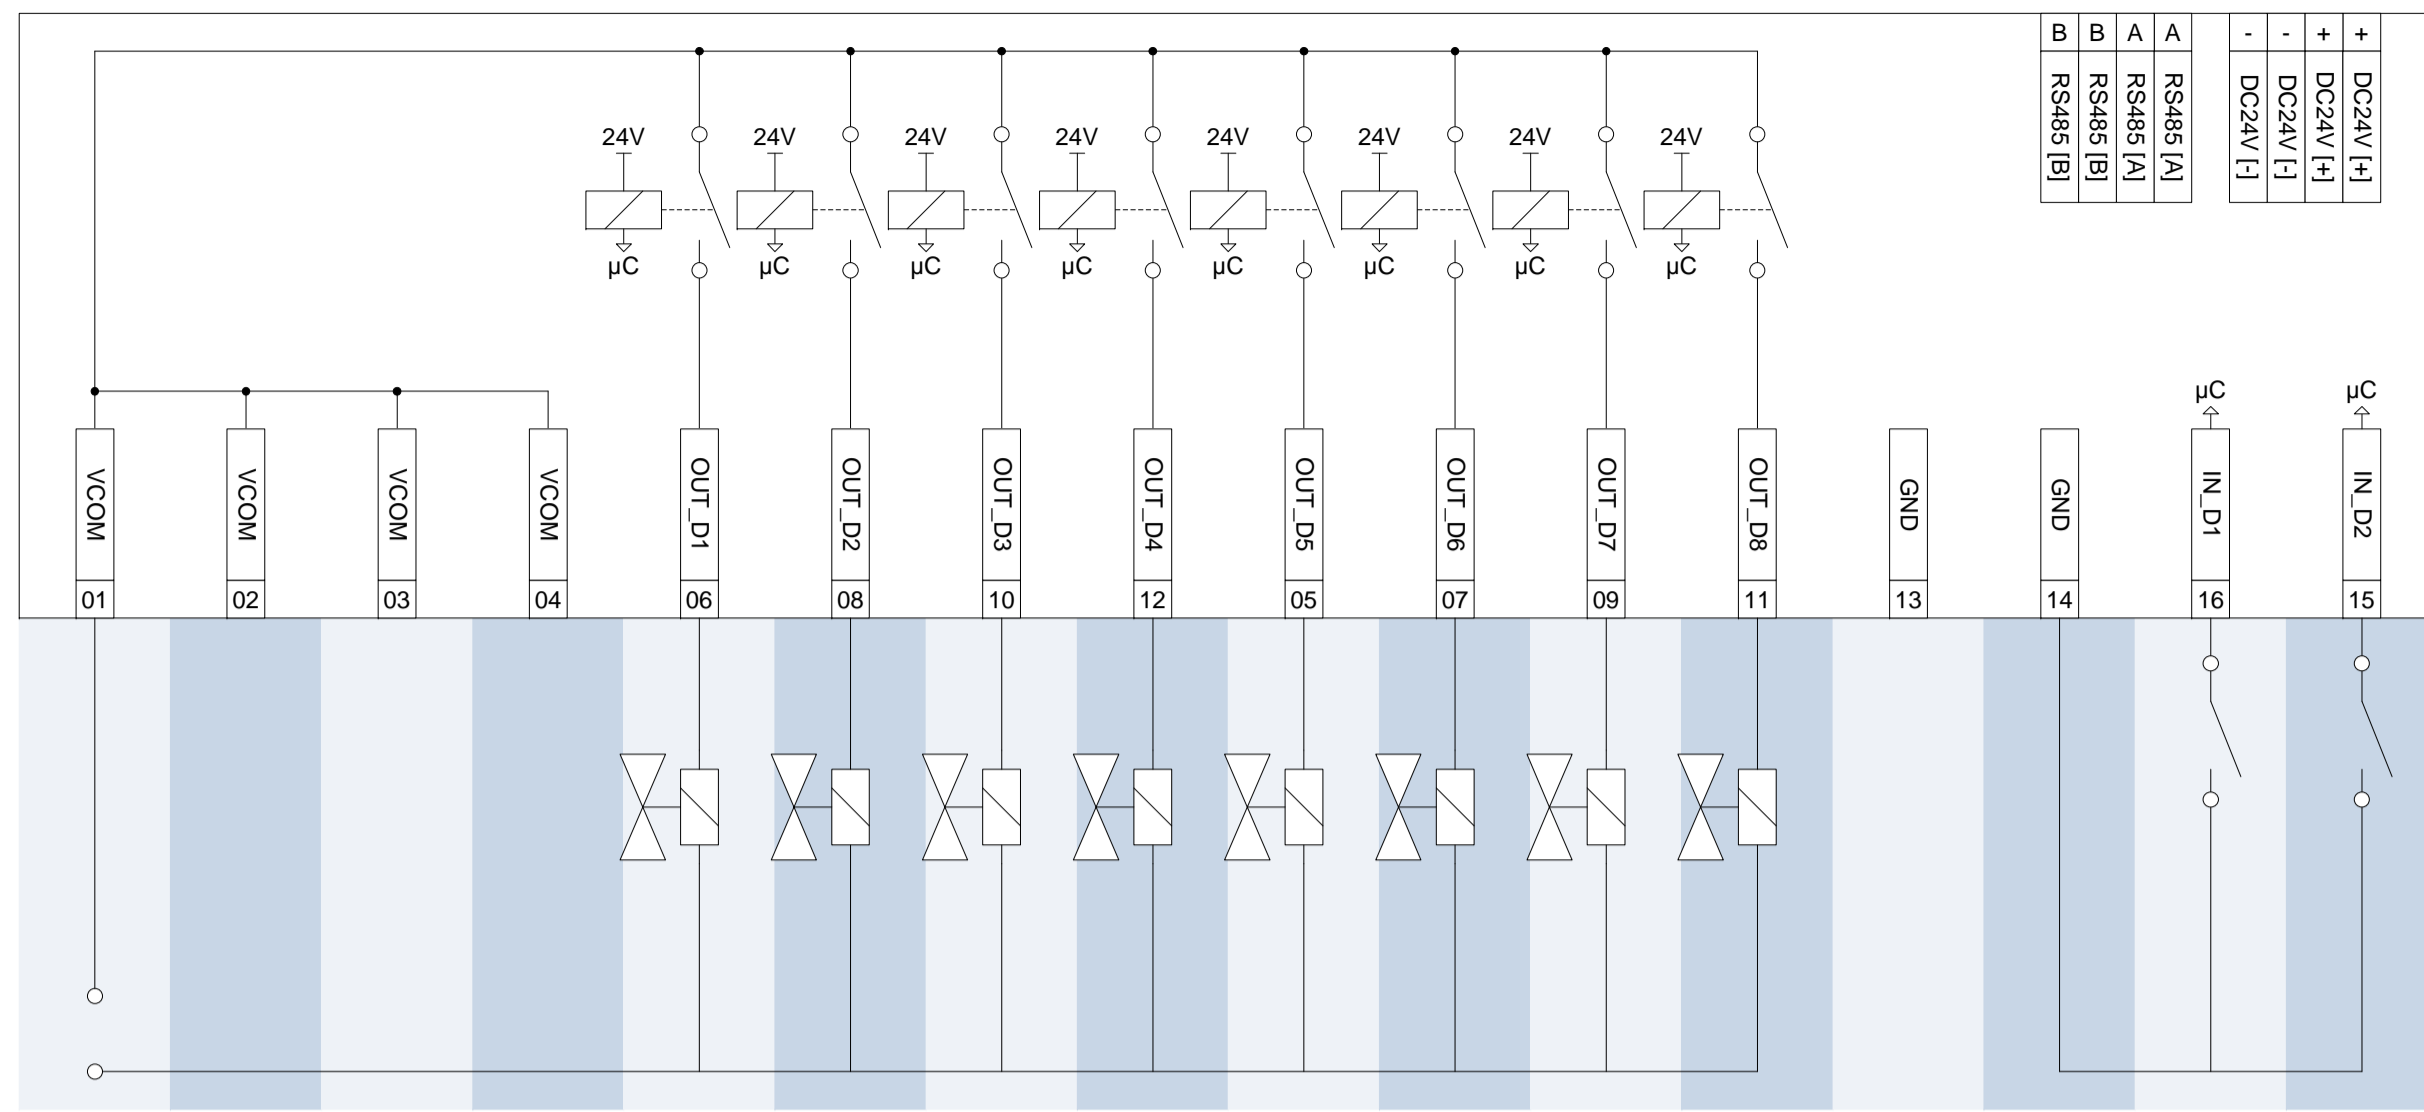 B B A A - - + +
RS485 [B] RS485 [B] RS485 [A] RS485 [A] DC24V [-] DC24V [-] DC24V [+] DC24V [+]
24V 24V 24V 24V 24V 24V 24V 24V
µC µC µC µC µC µC µC µC
µC µC
VCOM VCOM VCOM VCOM OUT_D1 OUT_D2 OUT_D3 OUT_D4 OUT_D5 OUT_D6 OUT_D7 OUT_D8 GND GND IN_D1 IN_D2
01 02 03 04 06 08 10 12 05 07 09 11 13 14 16 15